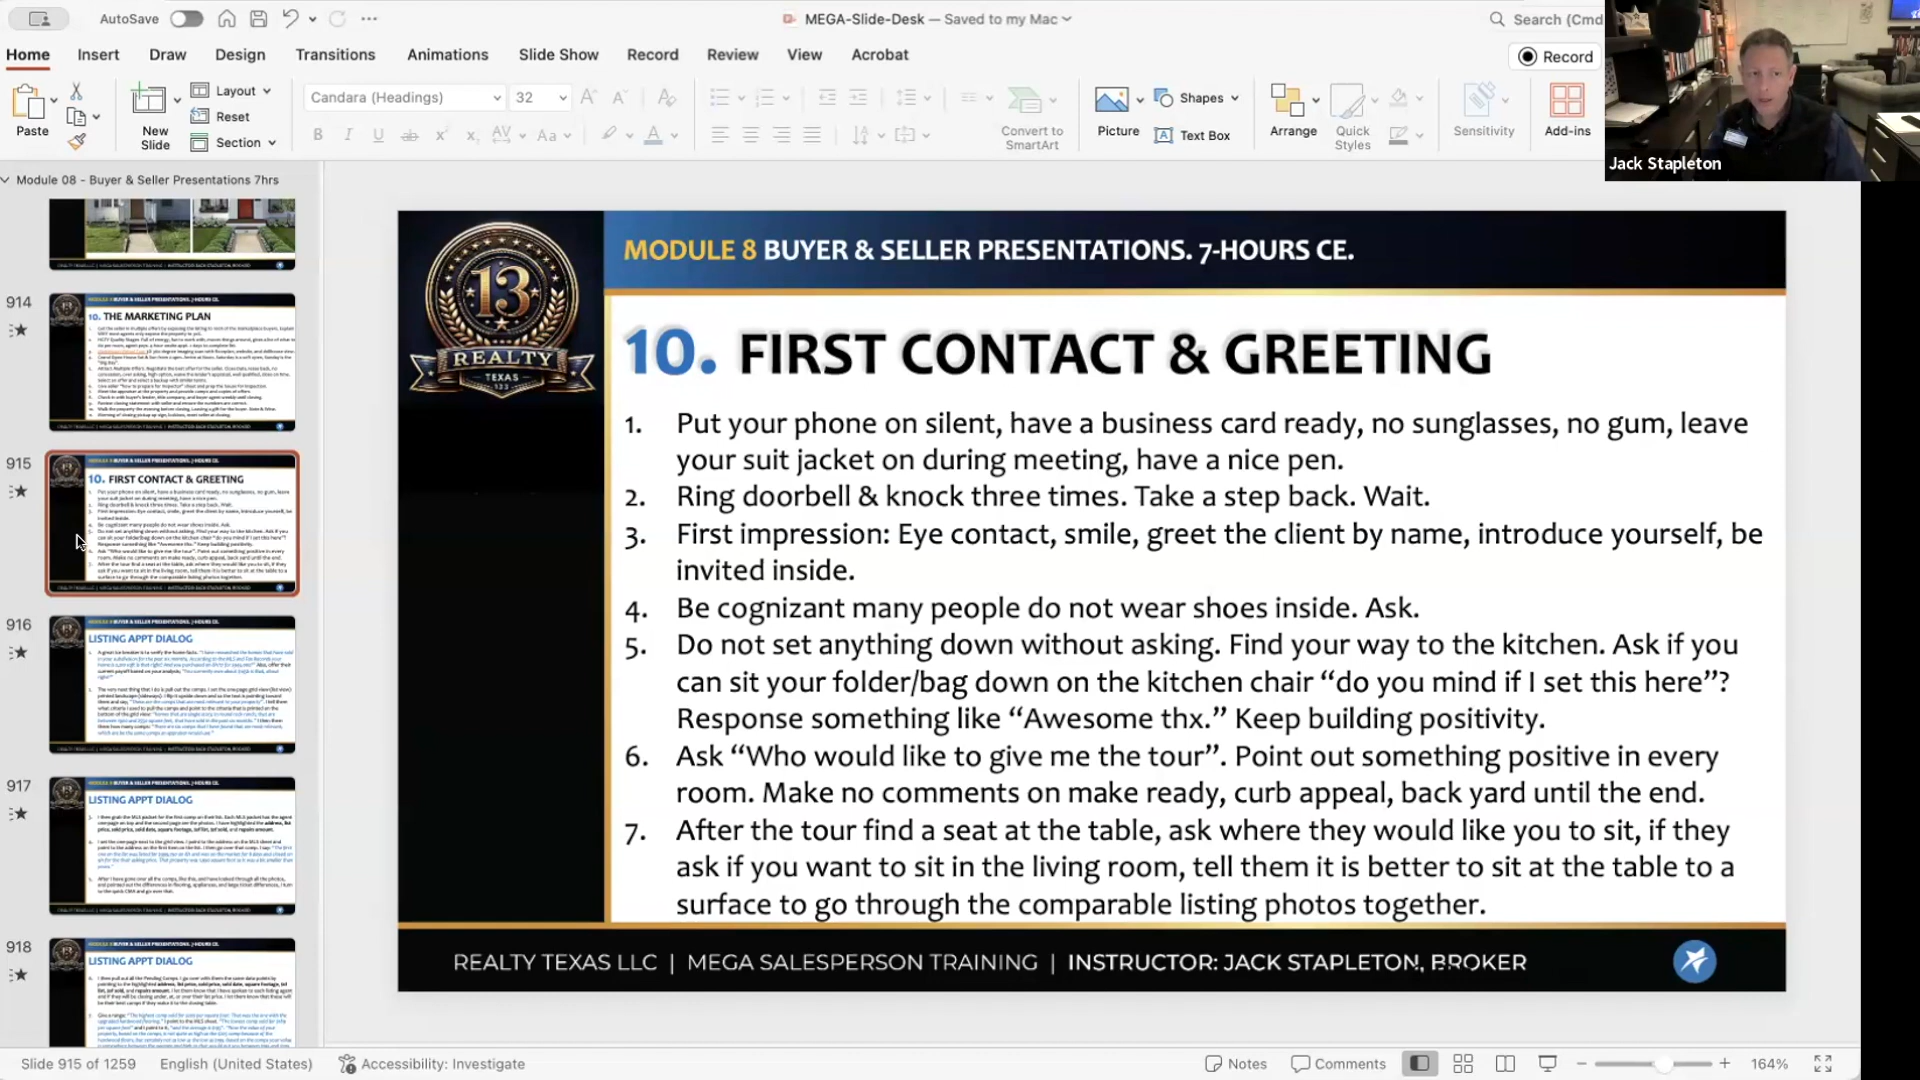 AutoSave
MEGA-Slide-Desk — Saved to my Mac
Search (Cmd
Home Insert Draw Design Transitions Animations Slide Show Record Review View Acrobat
Record
Paste
New Slide
Layout
Reset
Section
Candara (Headings) 32
Convert to SmartArt
Picture
Shapes
Text Box
Arrange
Quick Styles
Sensitivity
Add-ins
Jack Stapleton
Module 08 - Buyer & Seller Presentations 7hrs
914
10. THE MARKETING PLAN
915
10. FIRST CONTACT & GREETING
916
LISTING APPT DIALOG
917
LISTING APPT DIALOG
918
LISTING APPT DIALOG
13
REALTY
TEXAS
MODULE 8 BUYER & SELLER PRESENTATIONS. 7-HOURS CE.
10. FIRST CONTACT & GREETING
1. Put your phone on silent, have a business card ready, no sunglasses, no gum, leave
your suit jacket on during meeting, have a nice pen.
2. Ring doorbell & knock three times. Take a step back. Wait.
3. First impression: Eye contact, smile, greet the client by name, introduce yourself, be
invited inside.
4. Be cognizant many people do not wear shoes inside. Ask.
5. Do not set anything down without asking. Find your way to the kitchen. Ask if you
can sit your folder/bag down on the kitchen chair “do you mind if I set this here”?
Response something like “Awesome thx.” Keep building positivity.
6. Ask “Who would like to give me the tour”. Point out something positive in every
room. Make no comments on make ready, curb appeal, back yard until the end.
7. After the tour find a seat at the table, ask where they would like you to sit, if they
ask if you want to sit in the living room, tell them it is better to sit at the table to a
surface to go through the comparable listing photos together.
REALTY TEXAS LLC | MEGA SALESPERSON TRAINING | INSTRUCTOR: JACK STAPLETON, BROKER
Slide 915 of 1259 English (United States) Accessibility: Investigate
Notes Comments 164%